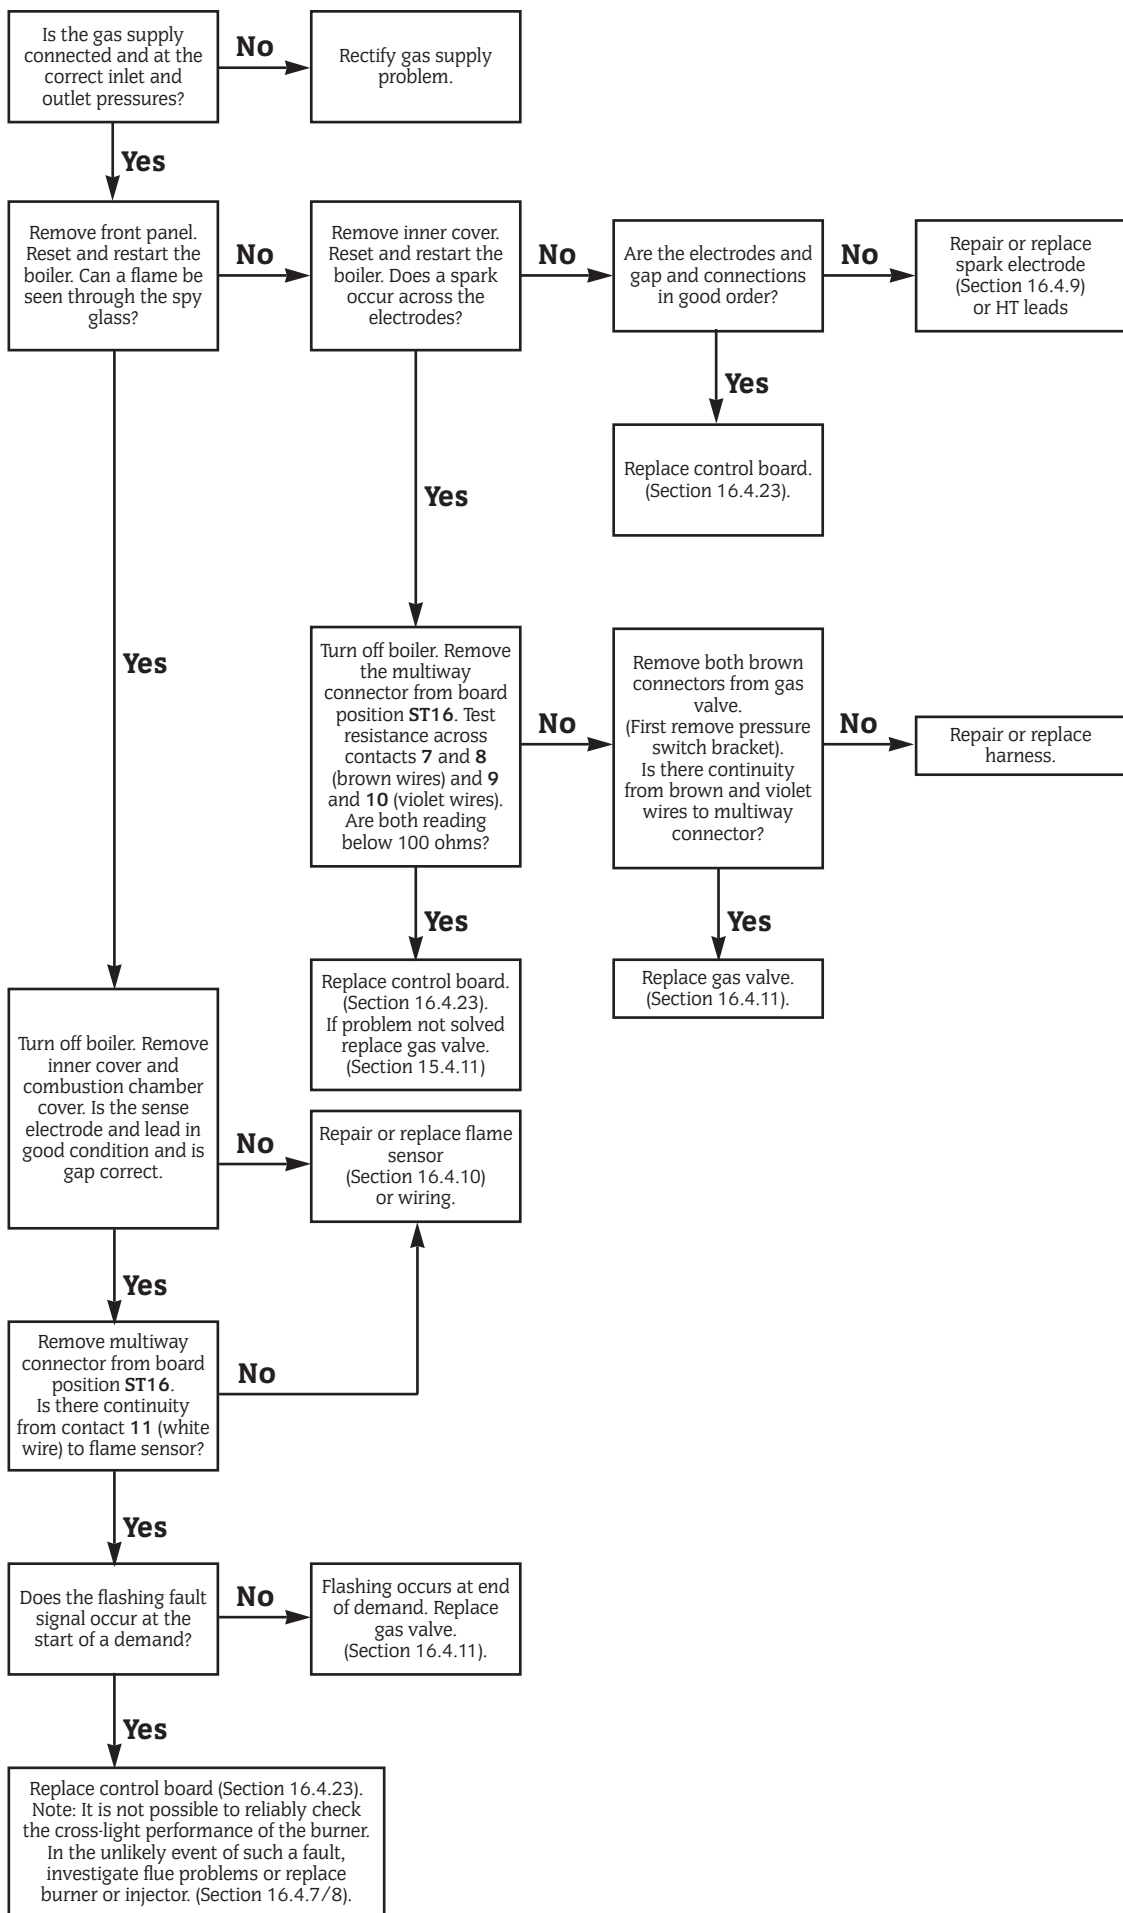 Is the gas supply
connected and at the
correct inlet and
outlet pressures?
No
Rectify gas supply
problem.
Yes
Remove front panel.
Reset and restart the
boiler. Can a flame be
seen through the spy
glass?
No
Remove inner cover.
Reset and restart the
boiler. Does a spark
occur across the
electrodes?
No
Are the electrodes and
gap and connections
in good order?
No
Repair or replace
spark electrode
(Section 16.4.9)
or HT leads
Yes
Replace control board.
(Section 16.4.23).
Yes
Yes
Turn off boiler. Remove
the multiway
connector from board
position ST16. Test
resistance across
contacts 7 and 8
(brown wires) and 9
and 10 (violet wires).
Are both reading
below 100 ohms?
No
Remove both brown
connectors from gas
valve.
(First remove pressure
switch bracket).
Is there continuity
from brown and violet
wires to multiway
connector?
No
Repair or replace
harness.
Yes
Replace control board.
(Section 16.4.23).
If problem not solved
replace gas valve.
(Section 15.4.11)
Yes
Replace gas valve.
(Section 16.4.11).
Turn off boiler. Remove
inner cover and
combustion chamber
cover. Is the sense
electrode and lead in
good condition and is
gap correct.
No
Repair or replace flame
sensor
(Section 16.4.10)
or wiring.
Yes
Remove multiway
connector from board
position ST16.
Is there continuity
from contact 11 (white
wire) to flame sensor?
No
Yes
Does the flashing fault
signal occur at the
start of a demand?
No
Flashing occurs at end
of demand. Replace
gas valve.
(Section 16.4.11).
Yes
Replace control board (Section 16.4.23).
Note: It is not possible to reliably check
the cross-light performance of the burner.
In the unlikely event of such a fault,
investigate flue problems or replace
burner or injector. (Section 16.4.7/8).